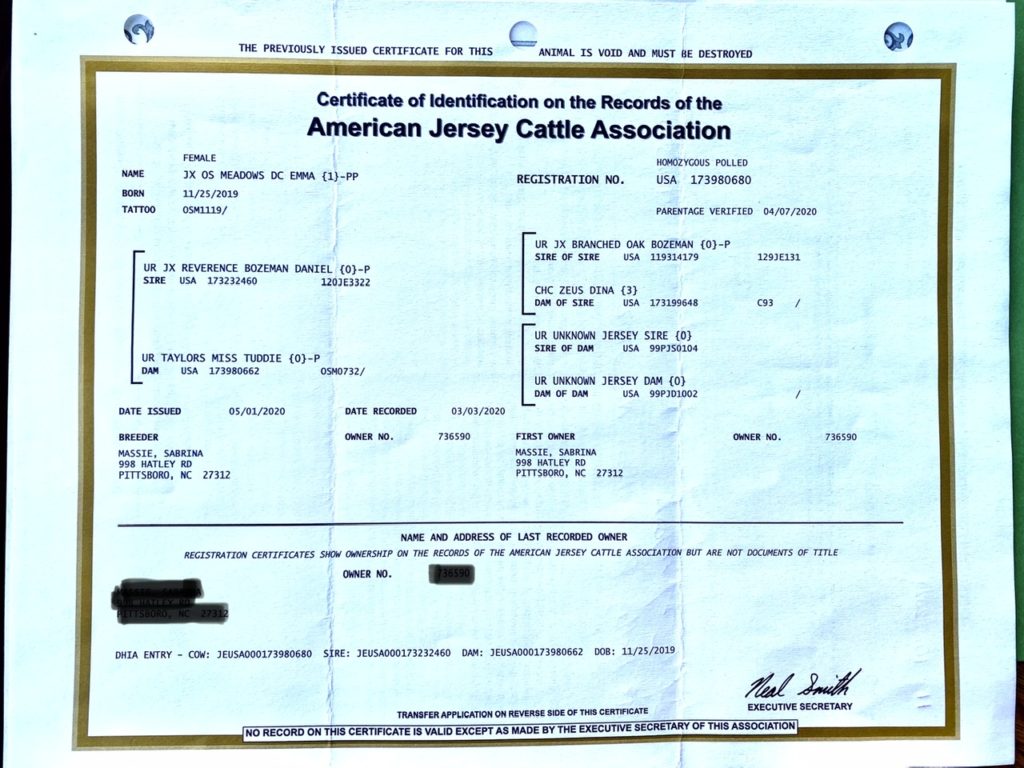 THE PREVIOUSLY ISSUED CERTIFICATE FOR THIS ANIMAL IS VOID AND MUST BE DESTROYED
Certificate of Identification on the Records of the
American Jersey Cattle Association
FEMALE
NAME JX OS MEADOWS DC EMMA {1}-PP
BORN 11/25/2019
TATTOO OSM1119/
HOMOZYGOUS POLLED
REGISTRATION NO. USA 173980680
PARENTAGE VERIFIED 04/07/2020
UR JX REVERENCE BOZEMAN DANIEL {0}-P
SIRE USA 173232460 120JE3322
UR TAYLORS MISS TUDDIE {0}-P
DAM USA 173980662 OSM0732/
UR JX BRANCHED OAK BOZEMAN {0}-P
SIRE OF SIRE USA 119314179 129JE131
CHC ZEUS DINA {3}
DAM OF SIRE USA 173199648 C93 /
UR UNKNOWN JERSEY SIRE {0}
SIRE OF DAM USA 99PJS0104
UR UNKNOWN JERSEY DAM {0}
DAM OF DAM USA 99PJD1002 /
DATE ISSUED 05/01/2020 DATE RECORDED 03/03/2020
BREEDER OWNER NO. 736590
MASSIE, SABRINA
998 HATLEY RD
PITTSBORO, NC 27312
FIRST OWNER OWNER NO. 736590
MASSIE, SABRINA
998 HATLEY RD
PITTSBORO, NC 27312
NAME AND ADDRESS OF LAST RECORDED OWNER
REGISTRATION CERTIFICATES SHOW OWNERSHIP ON THE RECORDS OF THE AMERICAN JERSEY CATTLE ASSOCIATION BUT ARE NOT DOCUMENTS OF TITLE
OWNER NO.
DHIA ENTRY - COW: JEUSA000173980680 SIRE: JEUSA000173232460 DAM: JEUSA000173980662 DOB: 11/25/2019
Neal Smith
EXECUTIVE SECRETARY
TRANSFER APPLICATION ON REVERSE SIDE OF THIS CERTIFICATE
NO RECORD ON THIS CERTIFICATE IS VALID EXCEPT AS MADE BY THE EXECUTIVE SECRETARY OF THIS ASSOCIATION